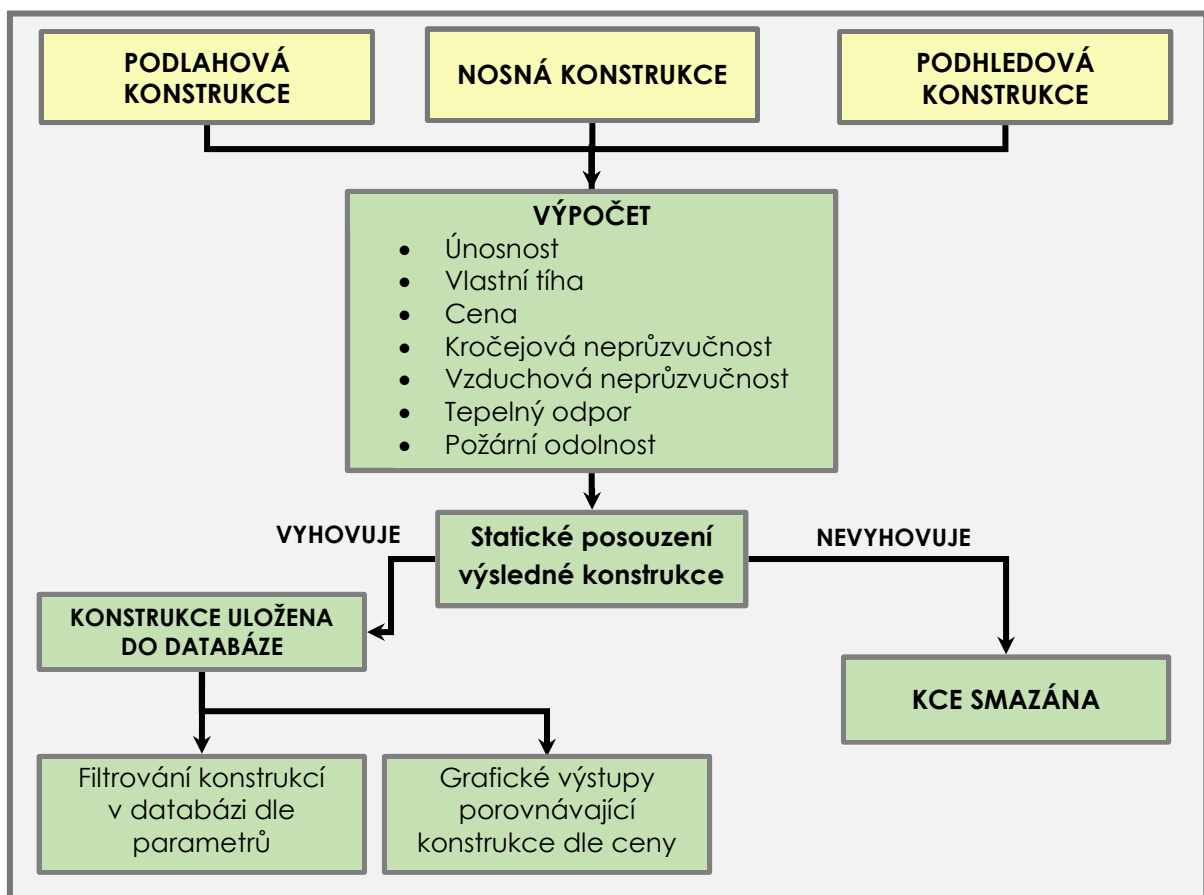 PODLAHOVÁ
KONSTRUKCE
NOSNÁ KONSTRUKCE
PODHLEDOVÁ
KONSTRUKCE
VÝPOČET
• Únosnost
• Vlastní tíha
• Cena
• Kročejová neprůzvučnost
• Vzduchová neprůzvučnost
• Tepelný odpor
• Požární odolnost
VYHOVUJE
Statické posouzení
výsledné konstrukce
NEVYHOVUJE
KONSTRUKCE ULOŽENA
DO DATABÁZE
KCE SMAZÁNA
Filtrování konstrukcí
v databázi dle
parametrů
Grafické výstupy
porovnávající
konstrukce dle ceny